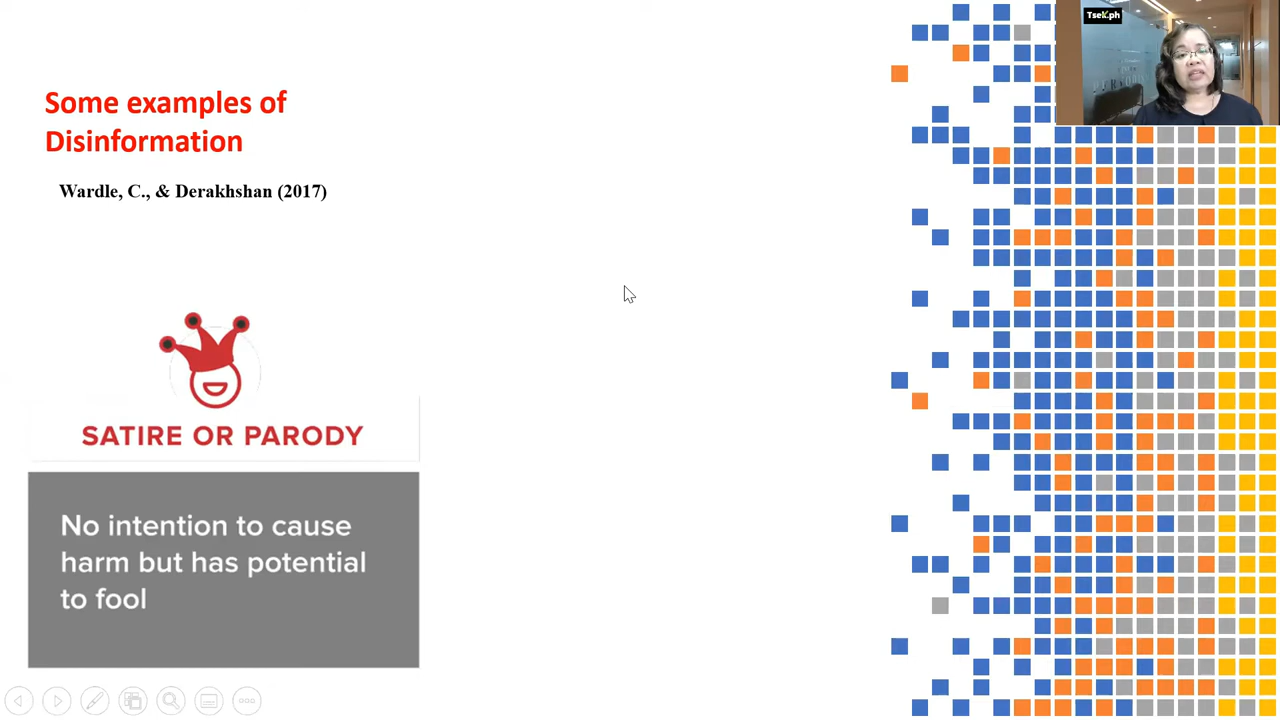 Some examples of
Disinformation
Wardle, C., & Derakhshan (2017)
SATIRE OR PARODY
No intention to cause
harm but has potential
to fool
Tsek.ph